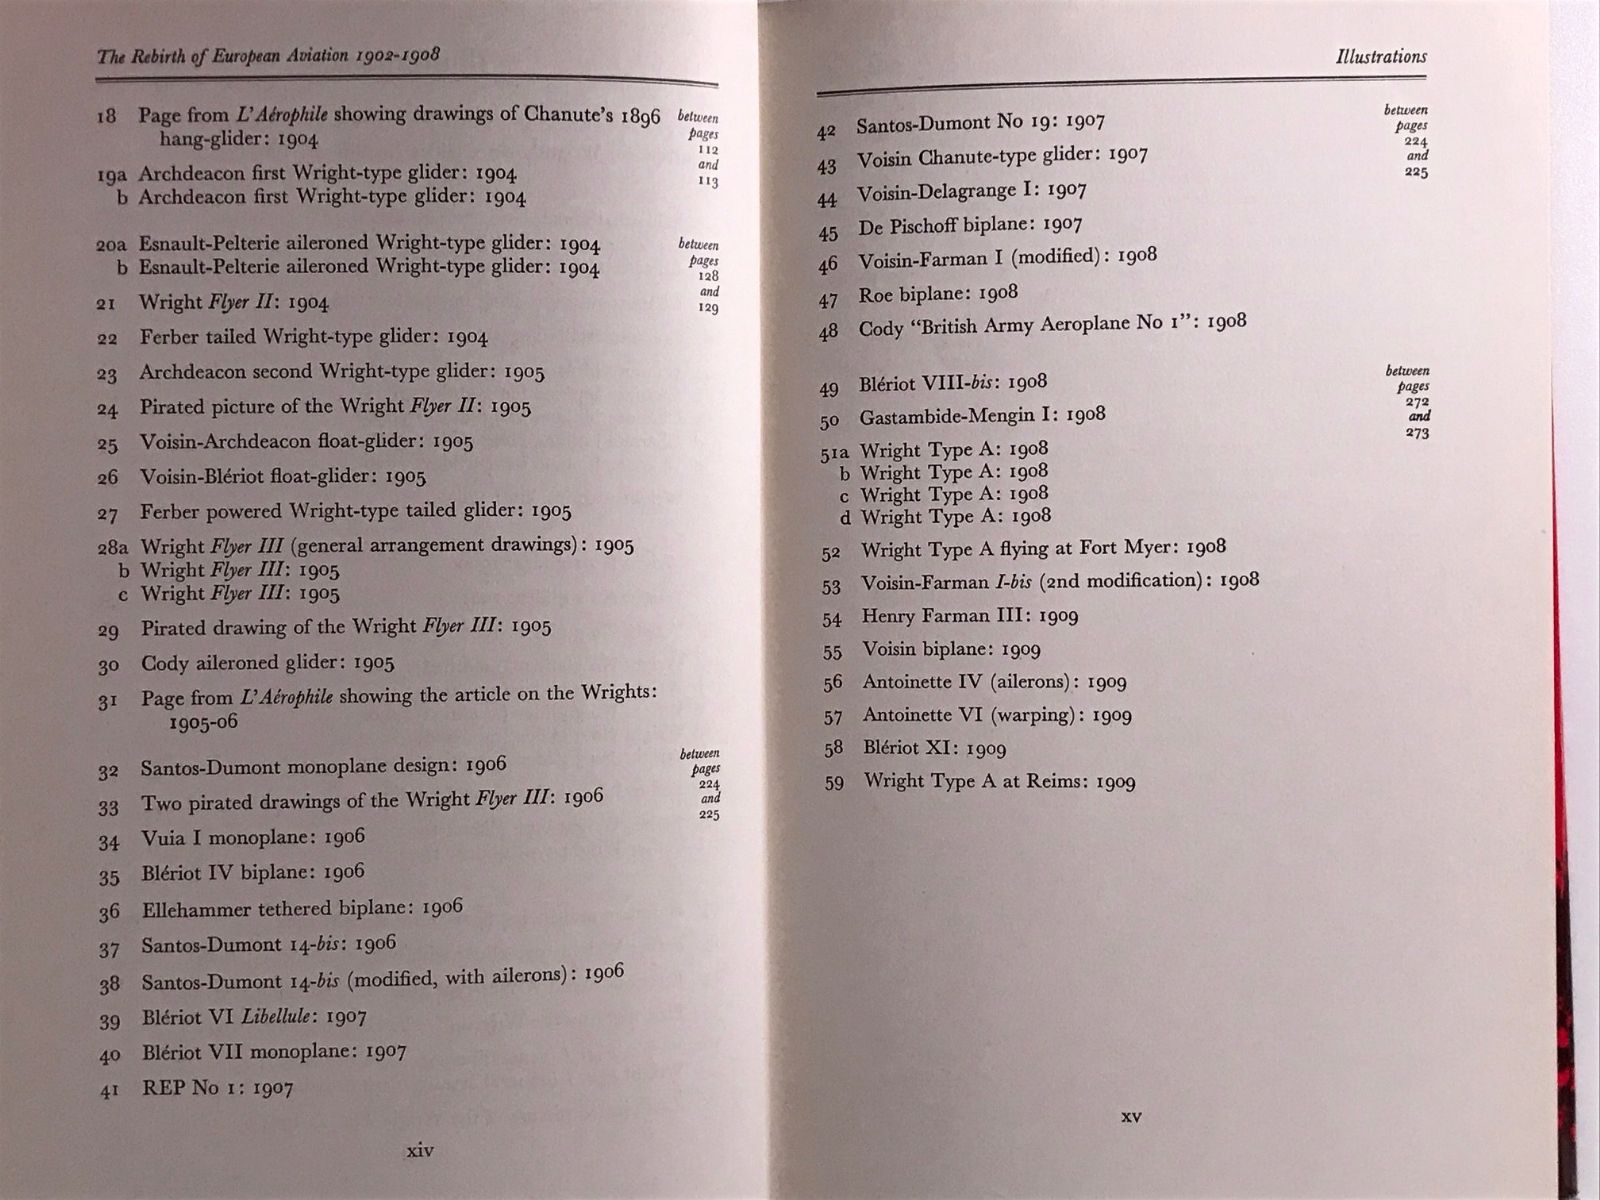 The Rebirth of European Aviation 1902-1908
18 Page from L'Aérophile showing drawings of Chanute's 1896
hang-glider: 1904
between
pages
112
and
113
19a Archdeacon first Wright-type glider: 1904
b Archdeacon first Wright-type glider: 1904
20a Esnault-Pelterie aileroned Wright-type glider: 1904
b Esnault-Pelterie aileroned Wright-type glider: 1904
between
pages
128
and
129
21 Wright Flyer II: 1904
22 Ferber tailed Wright-type glider: 1904
23 Archdeacon second Wright-type glider: 1905
24 Pirated picture of the Wright Flyer II: 1905
25 Voisin-Archdeacon float-glider: 1905
26 Voisin-Blériot float-glider: 1905
27 Ferber powered Wright-type tailed glider: 1905
28a Wright Flyer III (general arrangement drawings): 1905
b Wright Flyer III: 1905
c Wright Flyer III: 1905
29 Pirated drawing of the Wright Flyer III: 1905
30 Cody aileroned glider: 1905
31 Page from L'Aérophile showing the article on the Wrights:
1905-06
32 Santos-Dumont monoplane design: 1906
between
pages
224
and
225
33 Two pirated drawings of the Wright Flyer III: 1906
34 Vuia I monoplane: 1906
35 Blériot IV biplane: 1906
36 Ellehammer tethered biplane: 1906
37 Santos-Dumont 14-bis: 1906
38 Santos-Dumont 14-bis (modified, with ailerons): 1906
39 Blériot VI Libellule: 1907
40 Blériot VII monoplane: 1907
41 REP No 1: 1907
xiv
Illustrations
42 Santos-Dumont No 19: 1907
between
pages
224
and
225
43 Voisin Chanute-type glider: 1907
44 Voisin-Delagrange I: 1907
45 De Pischoff biplane: 1907
46 Voisin-Farman I (modified): 1908
47 Roe biplane: 1908
48 Cody “British Army Aeroplane No 1”: 1908
49 Blériot VIII-bis: 1908
between
pages
272
and
273
50 Gastambide-Mengin I: 1908
51a Wright Type A: 1908
b Wright Type A: 1908
c Wright Type A: 1908
d Wright Type A: 1908
52 Wright Type A flying at Fort Myer: 1908
53 Voisin-Farman I-bis (2nd modification): 1908
54 Henry Farman III: 1909
55 Voisin biplane: 1909
56 Antoinette IV (ailerons): 1909
57 Antoinette VI (warping): 1909
58 Blériot XI: 1909
59 Wright Type A at Reims: 1909
xv